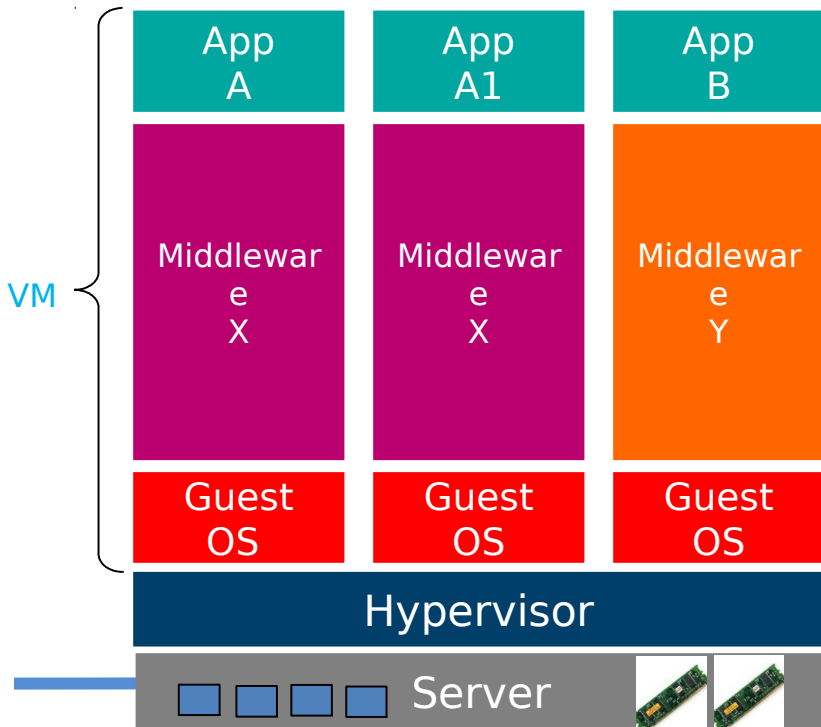 App
A
App
A1
App
B
VM
Middlewar
e
X
Middlewar
e
X
Middlewar
e
Y
Guest
OS
Guest
OS
Guest
OS
Hypervisor
Server